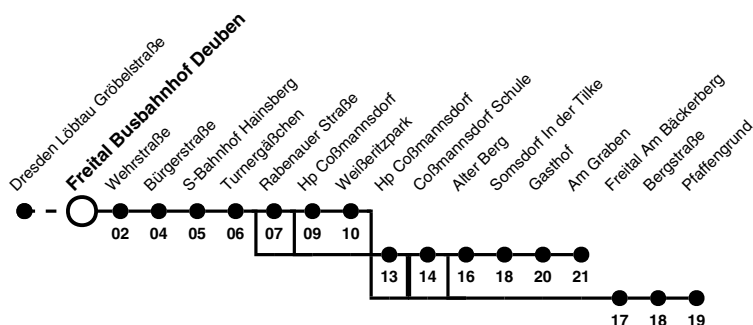 Dresden Löbtau Gröbelstraße
Freital Busbahnhof Deuben
Wehrstraße
Bürgerstraße
S-Bahnhof Hainsberg
Turnergäßchen
Rabenauer Straße
Hp Coßmannsdorf
Weißeritzpark
Hp Coßmannsdorf
Coßmannsdorf Schule
Alter Berg
Somsdorf In der Tilke
Gasthof
Am Graben
Freital Am Bäckerberg
Bergstraße
Pfaffengrund
02 04 05 06 07 09 10
13 14 16 18 20 21
17 18 19